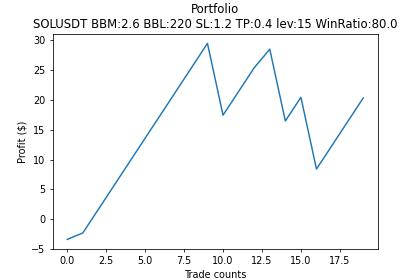 Portfolio
SOLUSDT BBM:2.6 BBL:220 SL:1.2 TP:0.4 lev:15 WinRatio:80.0
30
25
20
15
10
5
0
−5
Profit ($)
0.0 2.5 5.0 7.5 10.0 12.5 15.0 17.5
Trade counts